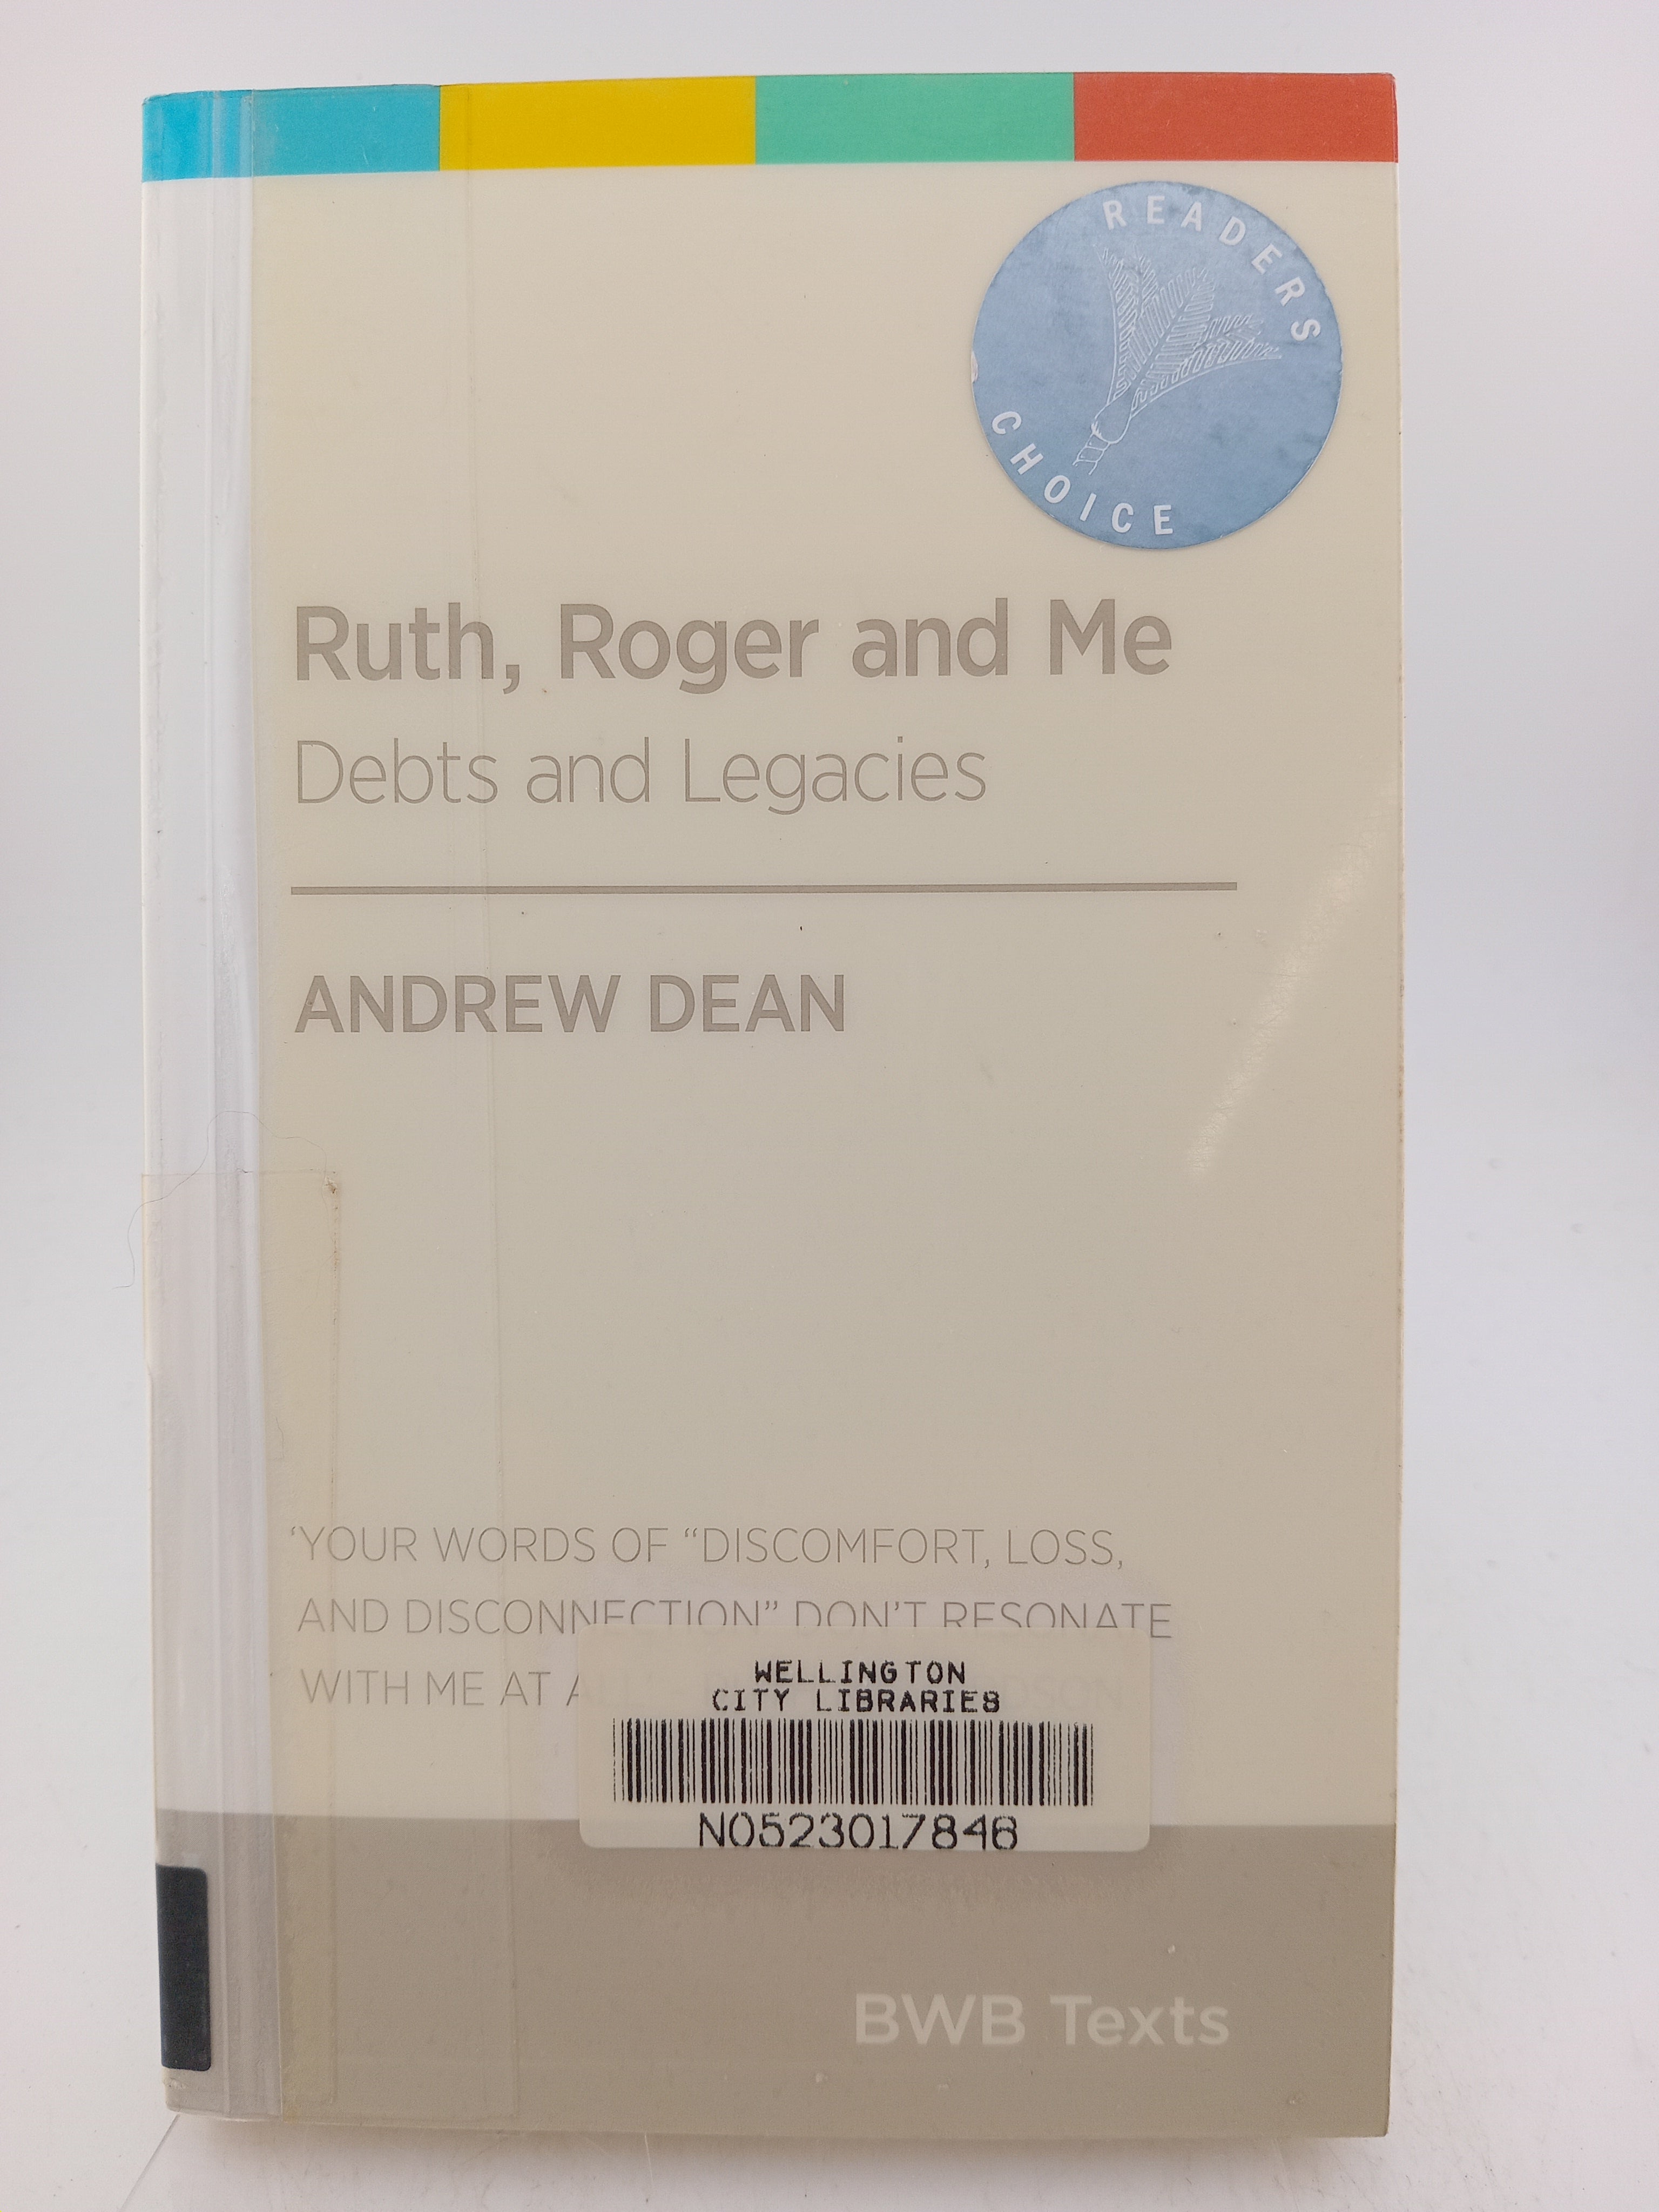 READERS
CHOICE
Ruth, Roger and Me
Debts and Legacies
ANDREW DEAN
‘YOUR WORDS OF “DISCOMFORT, LOSS,
AND DISCONNECTION” DON’T RESONATE
WITH ME AT
WELLINGTON
CITY LIBRARIES
N0523017846
BWB Texts